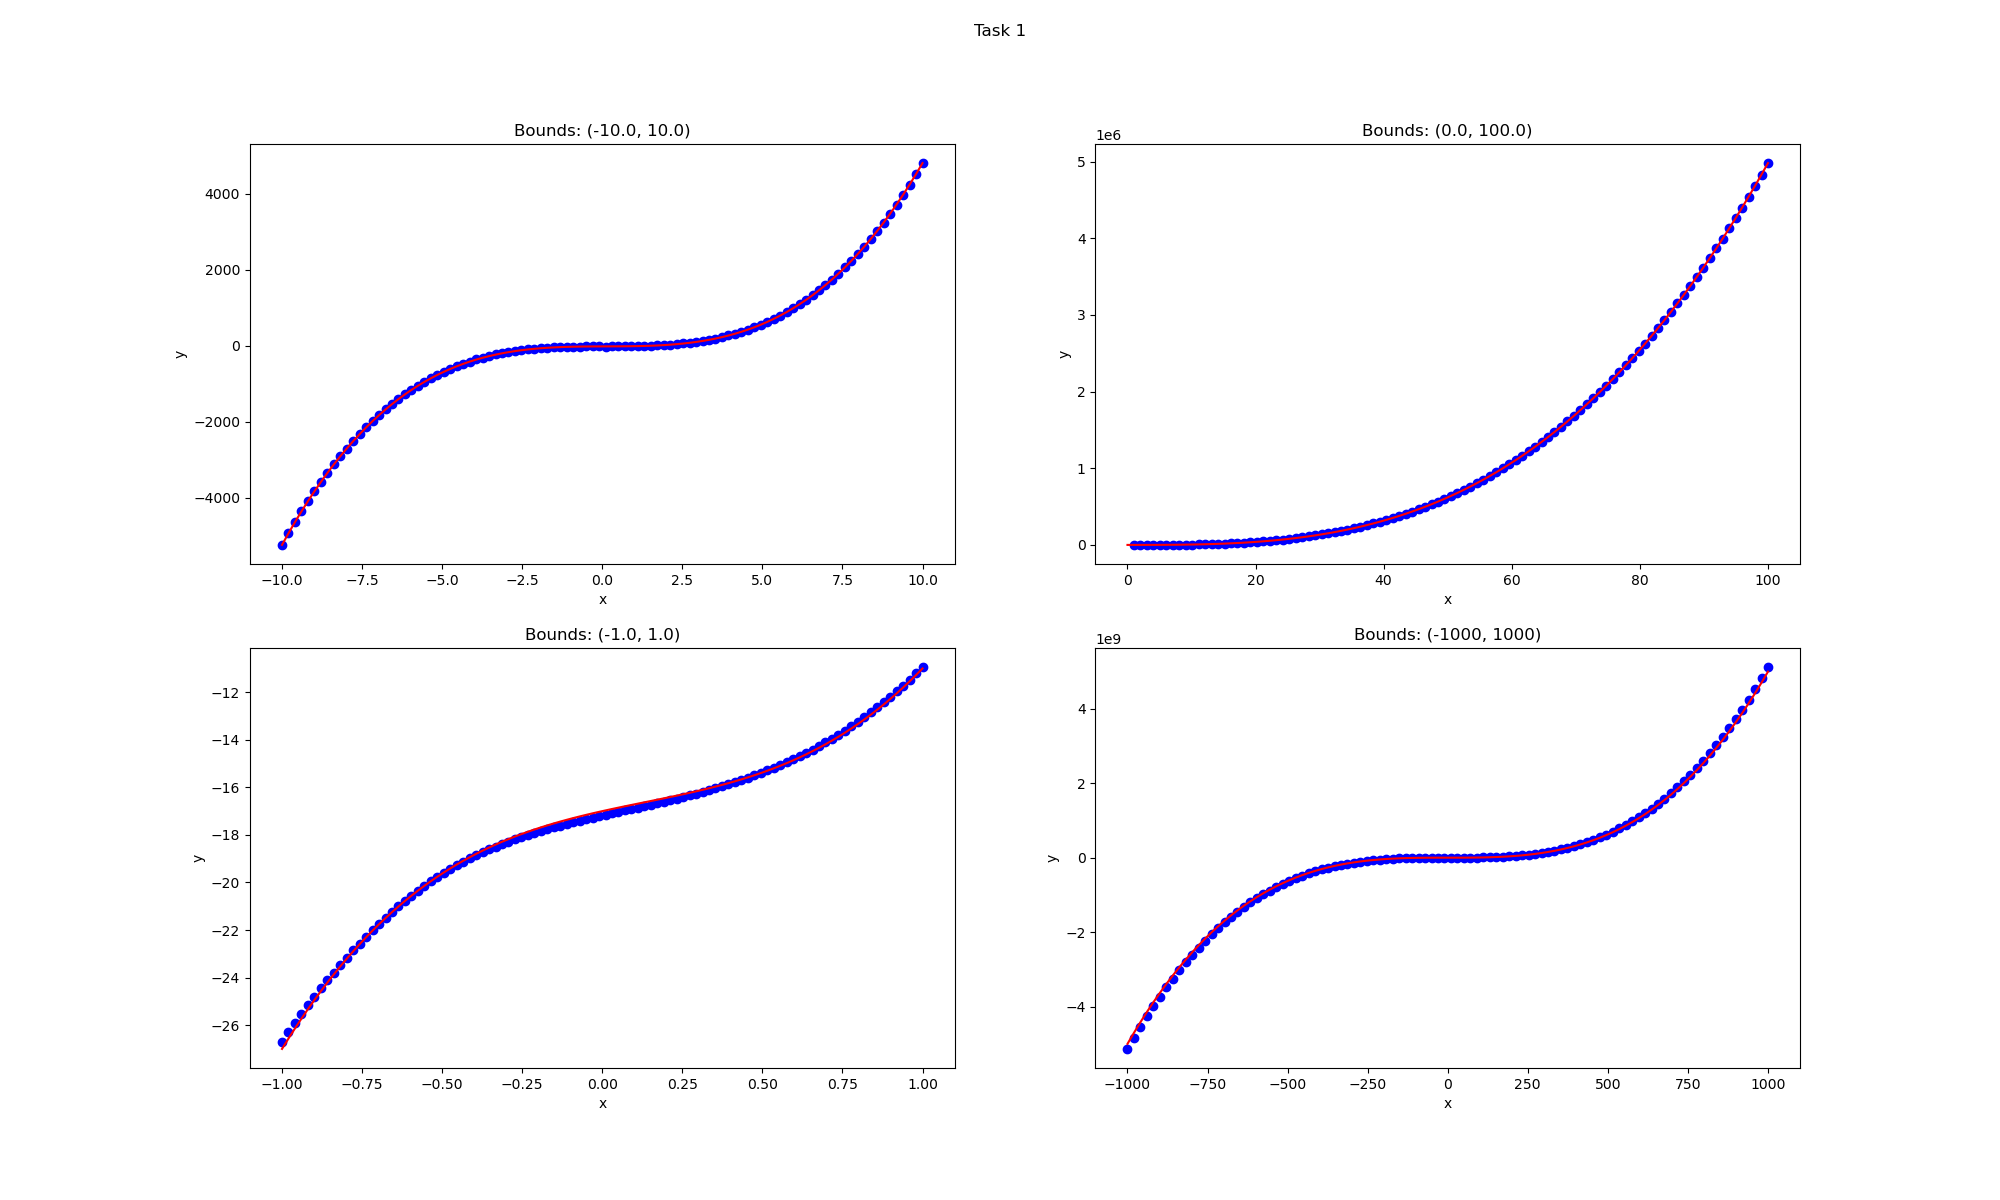 Task 1
Bounds: (-10.0, 10.0)
4000
2000
0
−2000
−4000
y
−10.0 −7.5 −5.0 −2.5 0.0 2.5 5.0 7.5 10.0
x
Bounds: (0.0, 100.0)
1e6
5
4
3
2
1
0
y
0 20 40 60 80 100
x
Bounds: (-1.0, 1.0)
−12
−14
−16
−18
−20
−22
−24
−26
y
−1.00 −0.75 −0.50 −0.25 0.00 0.25 0.50 0.75 1.00
x
Bounds: (-1000, 1000)
1e9
4
2
0
−2
−4
y
−1000 −750 −500 −250 0 250 500 750 1000
x